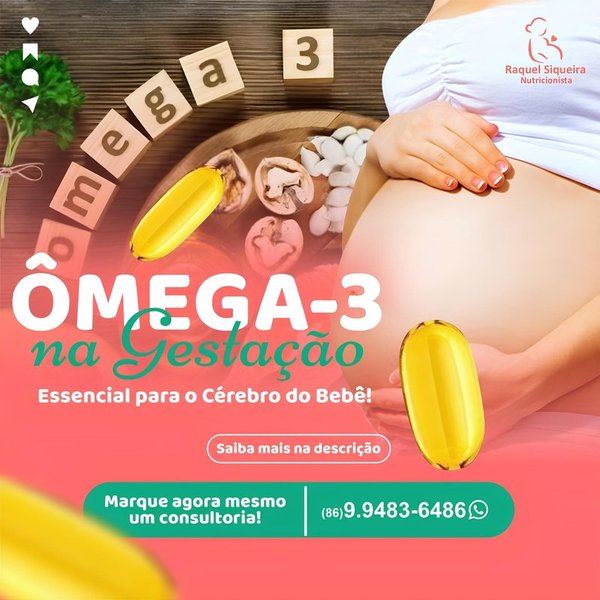 omega 3
Raquel Siqueira
Nutricionista
ÔMEGA-3
na Gestação
Essencial para o Cérebro do Bebê!
Saiba mais na descrição
Marque agora mesmo
um consultoria!
(86)9.9483-6486